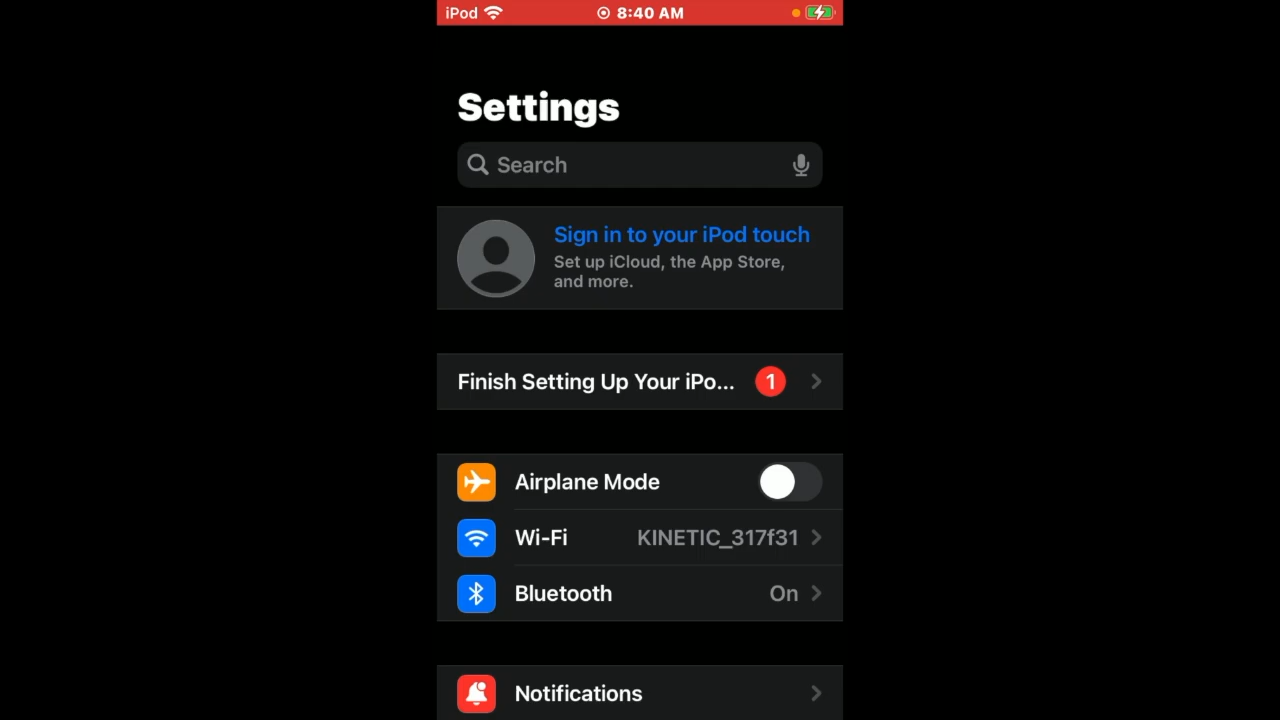 iPod 8:40 AM
Settings
Search
Sign in to your iPod touch
Set up iCloud, the App Store,
and more.
Finish Setting Up Your iPo... 1
Airplane Mode
Wi-Fi KINETIC_317f31
Bluetooth On
Notifications